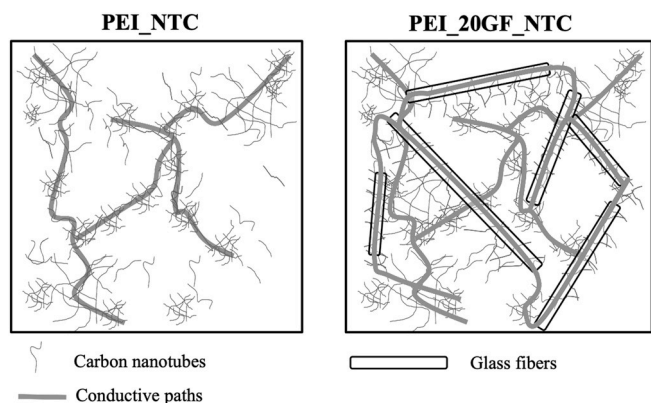 PEI_NTC
PEI_20GF_NTC
Carbon nanotubes
Glass fibers
Conductive paths